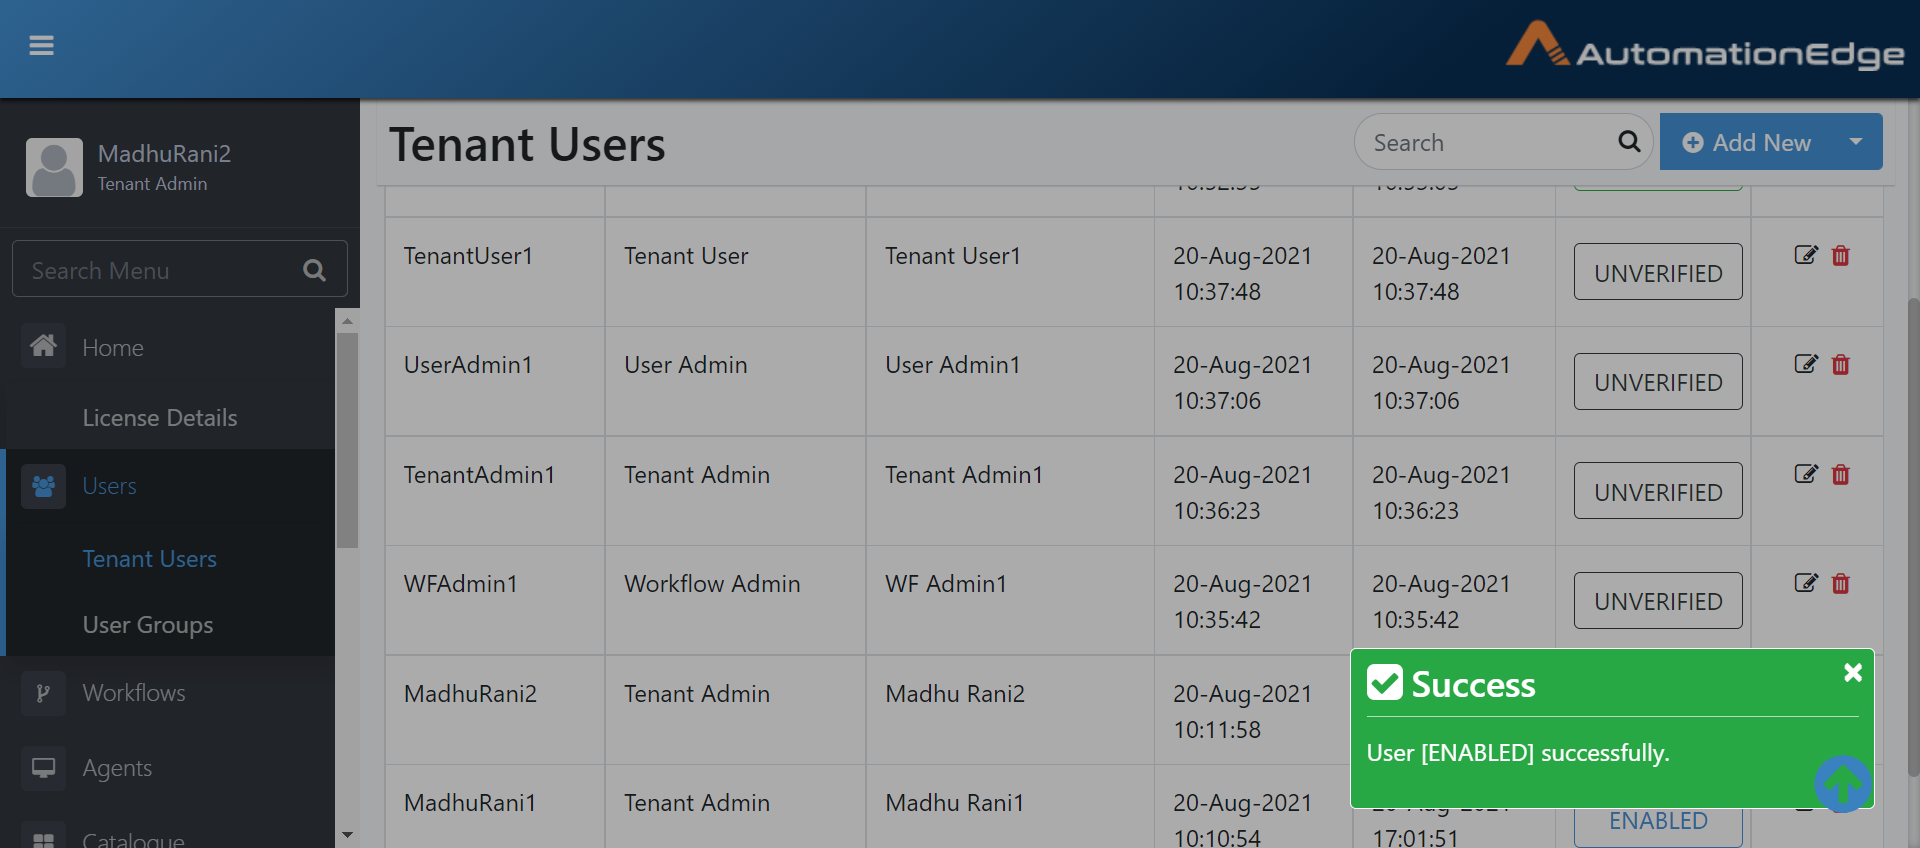 AutomationEdge
MadhuRani2
Tenant Admin
Search Menu
Home
License Details
Users
Tenant Users
User Groups
Workflows
Agents
Catalogue
Tenant Users
Search
Add New
TenantUser1 Tenant User Tenant User1 20-Aug-2021 20-Aug-2021
10:37:48 10:37:48 UNVERIFIED
UserAdmin1 User Admin User Admin1 20-Aug-2021 20-Aug-2021
10:37:06 10:37:06 UNVERIFIED
TenantAdmin1 Tenant Admin Tenant Admin1 20-Aug-2021 20-Aug-2021
10:36:23 10:36:23 UNVERIFIED
WFAdmin1 Workflow Admin WF Admin1 20-Aug-2021 20-Aug-2021
10:35:42 10:35:42 UNVERIFIED
MadhuRani2 Tenant Admin Madhu Rani2 20-Aug-2021
10:11:58
MadhuRani1 Tenant Admin Madhu Rani1 20-Aug-2021
10:10:54 17:01:51 ENABLED
Success
User [ENABLED] successfully.